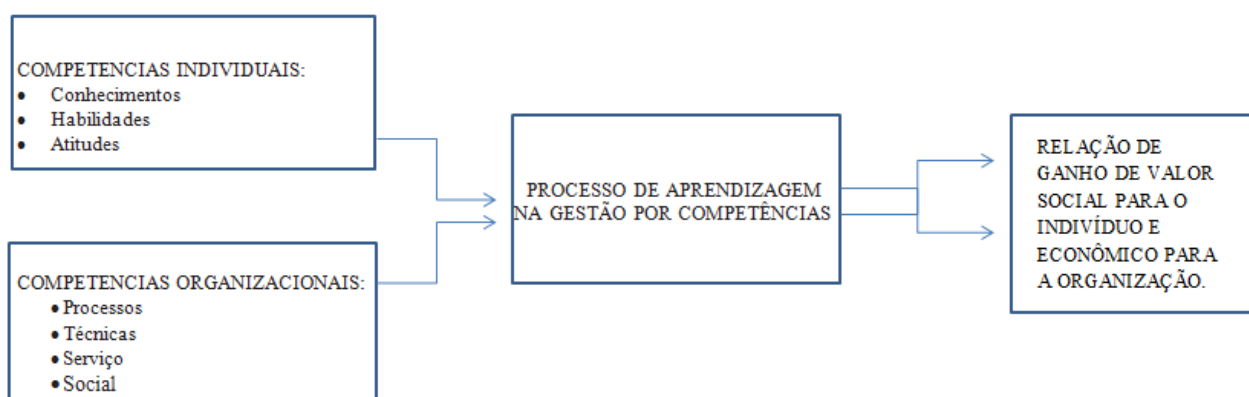 COMPETENCIAS INDIVIDUAIS:
• Conhecimentos
• Habilidades
• Atitudes
COMPETENCIAS ORGANIZACIONAIS:
• Processos
• Técnicas
• Serviço
• Social
PROCESSO DE APRENDIZAGEM
NA GESTÃO POR COMPETÊNCIAS
RELAÇÃO DE
GANHO DE VALOR
SOCIAL PARA O
INDIVÍDUO E
ECONÔMICO PARA
A ORGANIZAÇÃO.